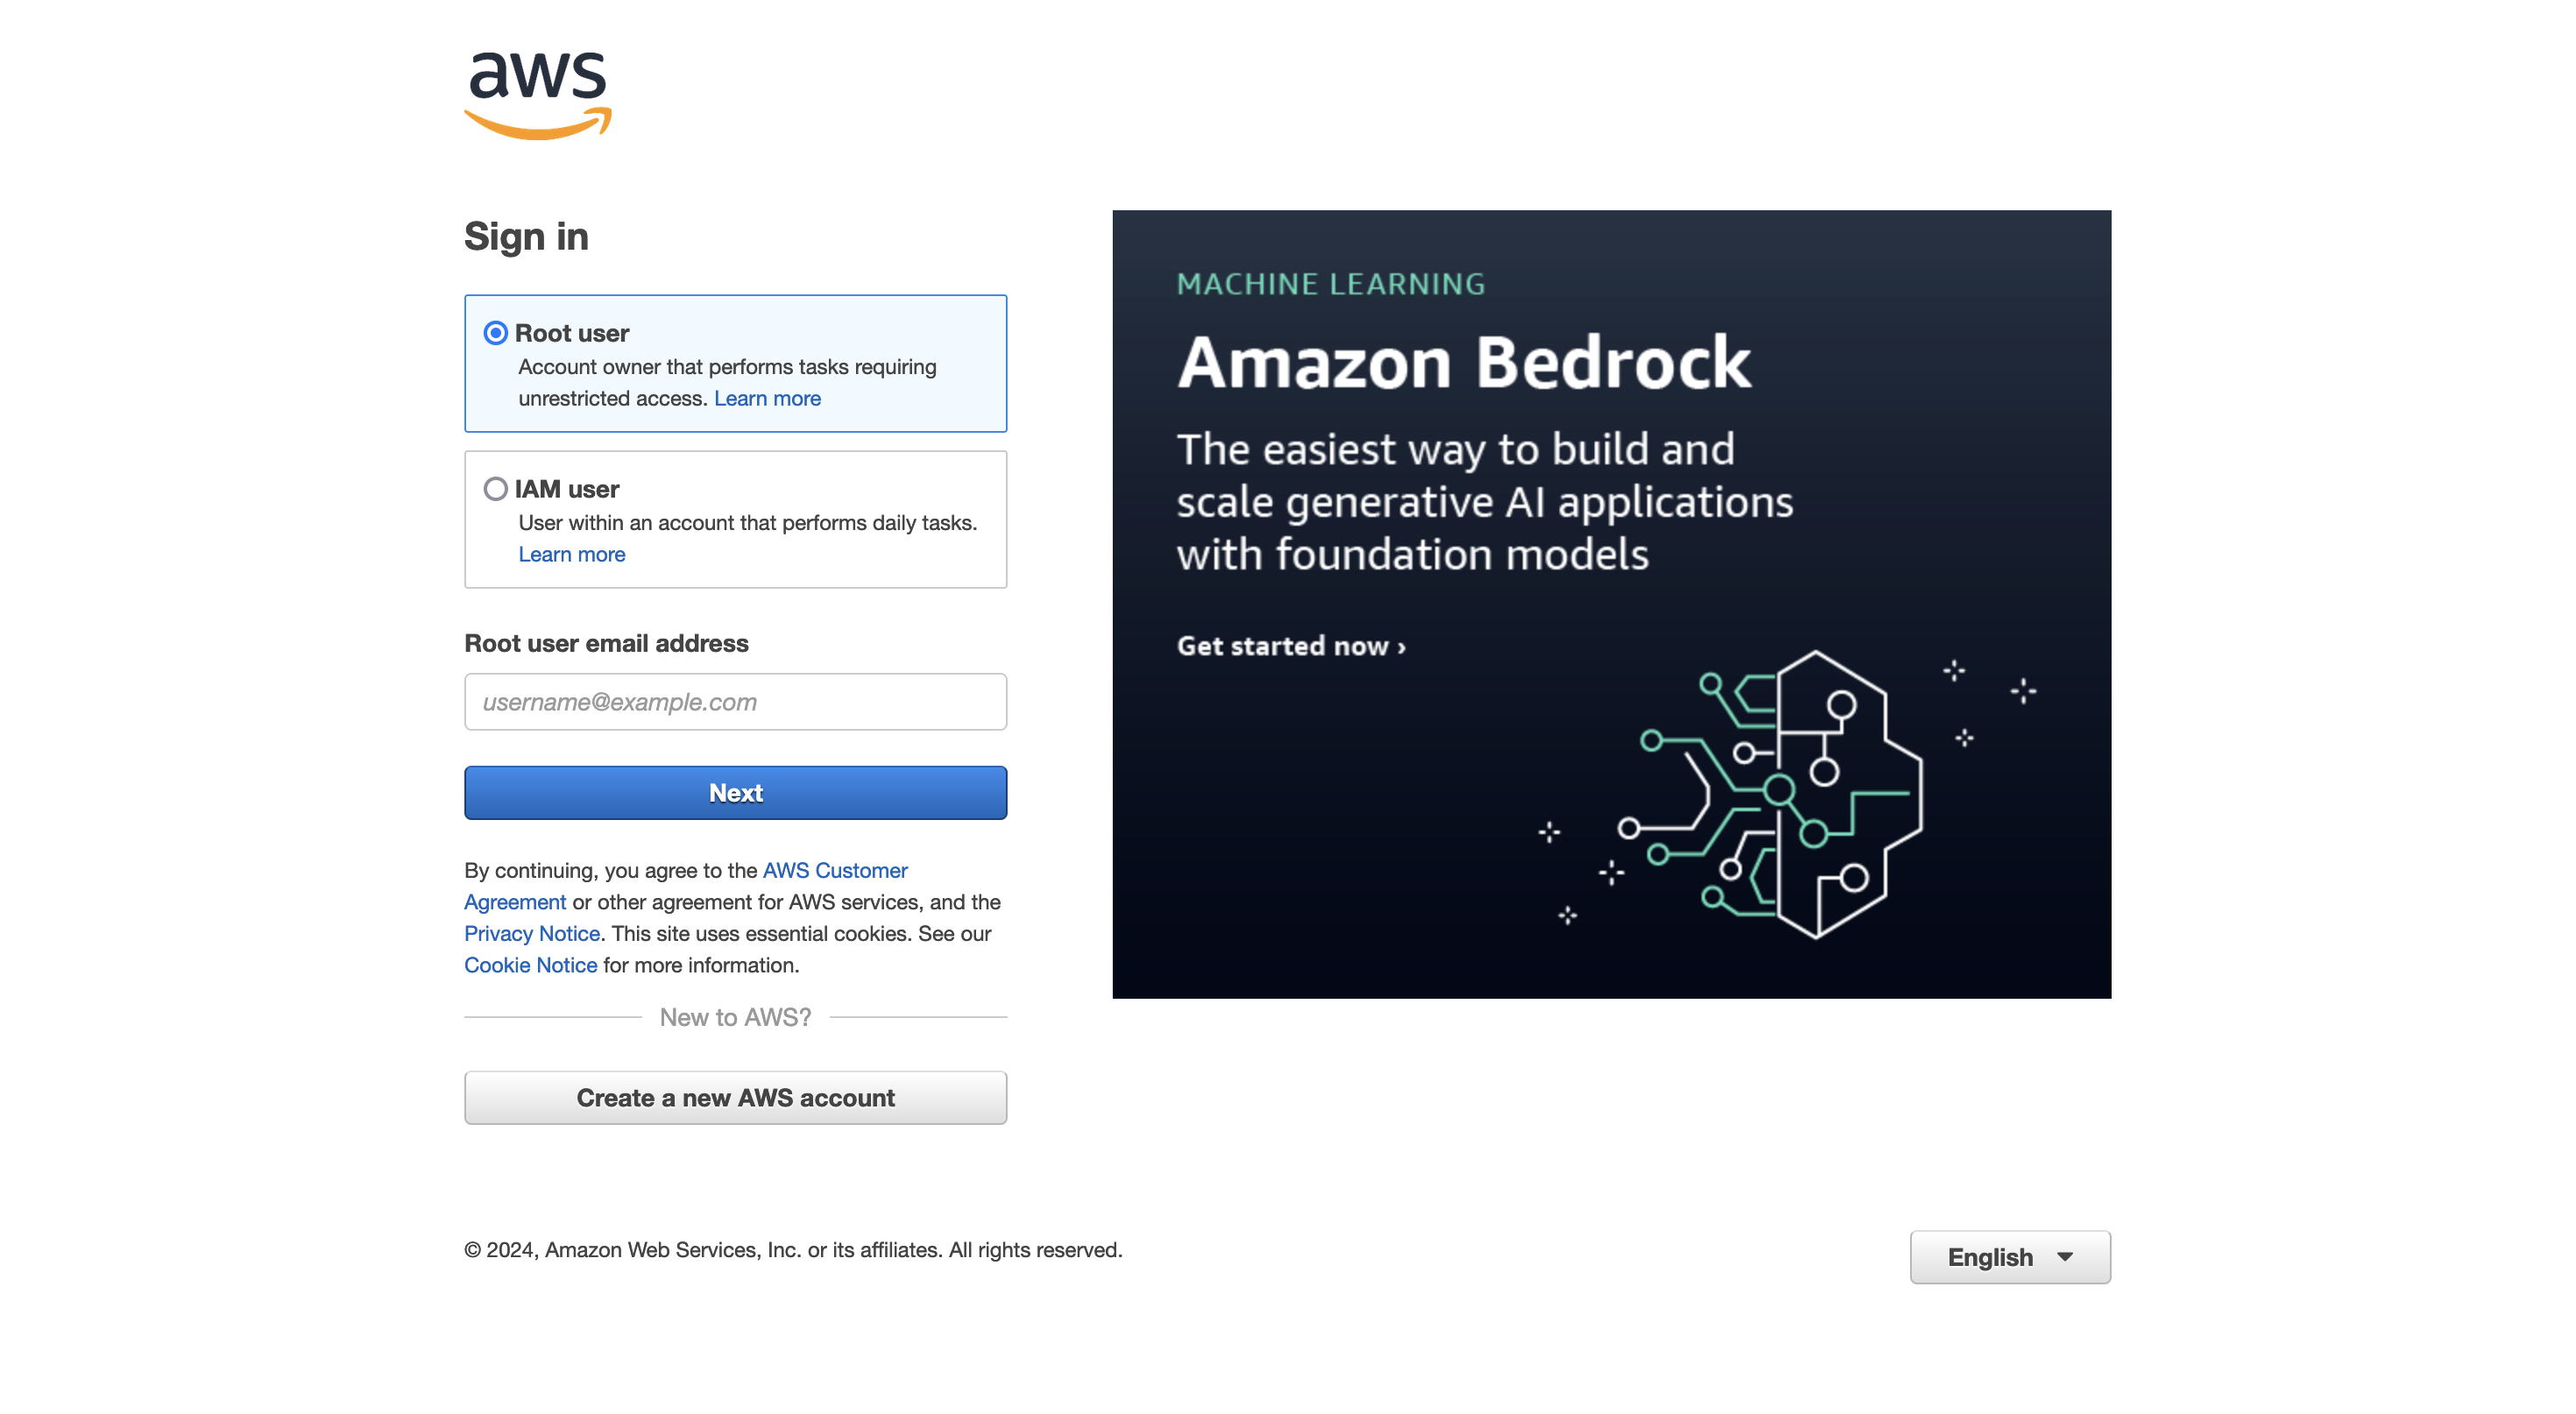 aws
Sign in
Root user
Account owner that performs tasks requiring
unrestricted access. Learn more
IAM user
User within an account that performs daily tasks.
Learn more
Root user email address
username@example.com
Next
By continuing, you agree to the AWS Customer
Agreement or other agreement for AWS services, and the
Privacy Notice. This site uses essential cookies. See our
Cookie Notice for more information.
New to AWS?
Create a new AWS account
MACHINE LEARNING
Amazon Bedrock
The easiest way to build and
scale generative AI applications
with foundation models
Get started now ›
© 2024, Amazon Web Services, Inc. or its affiliates. All rights reserved.
English